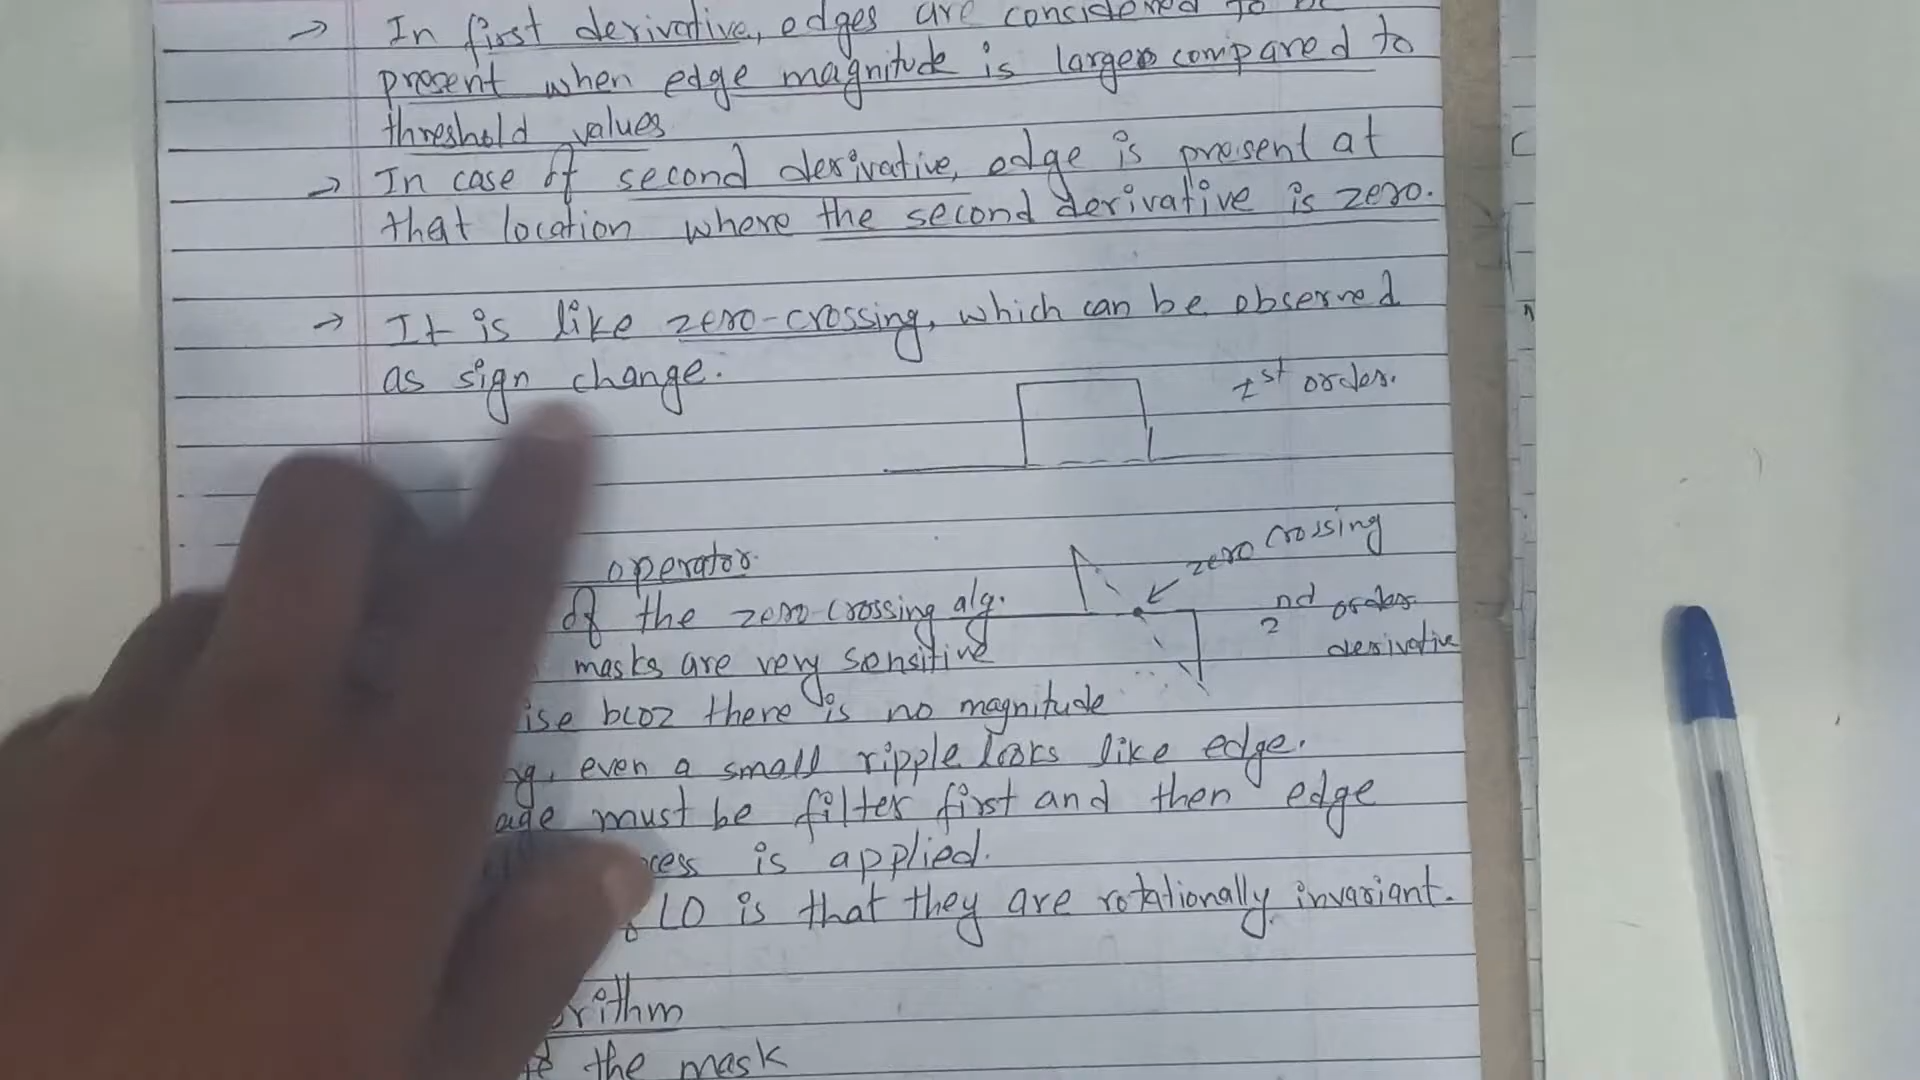 → In first derivative, edges are considered to be
present when edge magnitude is large compared to
threshold values
→ In case of second derivative, edge is present at
that location where the second derivative is zero.
→ It is like zero-crossing, which can be observed
as sign change.
1st order.
zero crossing
2nd order
derivative
operator.
of the zero-crossing alg.
masks are very sensitive
ise bcoz there is no magnitude
ng, even a small ripple looks like edge.
age must be filter first and then edge
cess is applied.
LO is that they are rotationally invariant.
rithm
the mask